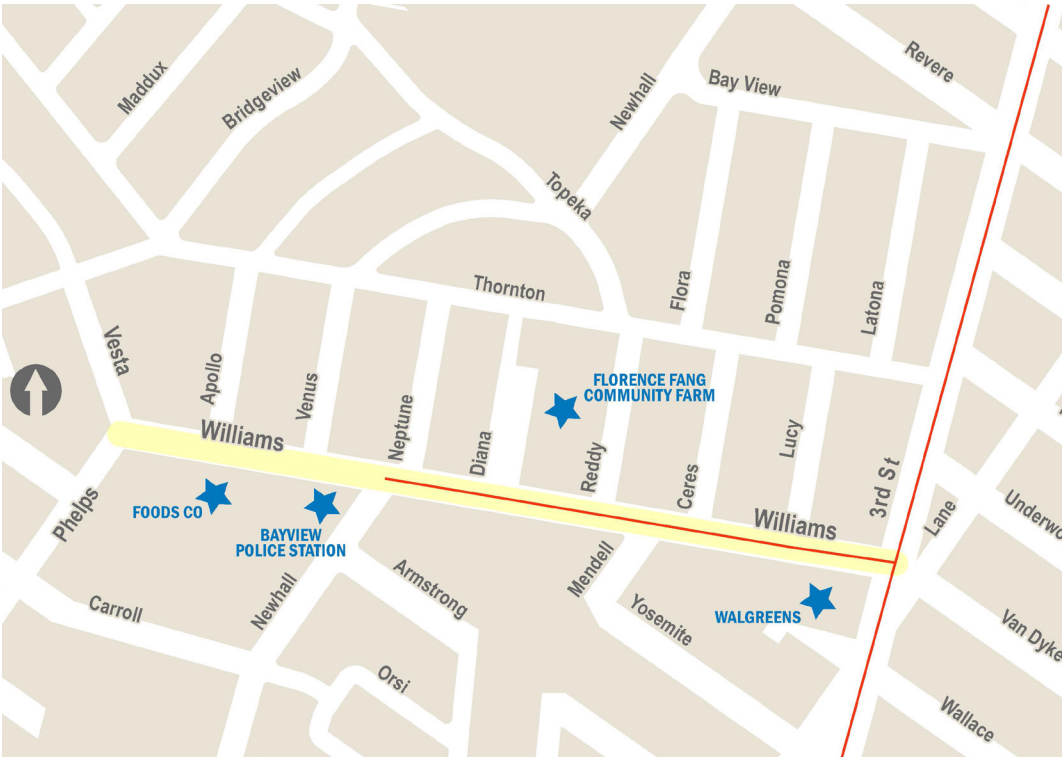 Maddux
Bridgeview
Newhall
Bay View
Revere
Topeka
Thornton
Flora
Pomona
Latona
Vesta
Apollo
Venus
Neptune
Diana
FLORENCE FANG
COMMUNITY FARM
Reddy
Ceres
Lucy
3rd St
Williams
Williams
Phelps
FOODS CO
BAYVIEW
POLICE STATION
Lane
Underwo
Carroll
Newhall
Armstrong
Mendell
Yosemite
WALGREENS
Van Dyke
Orsi
Wallace